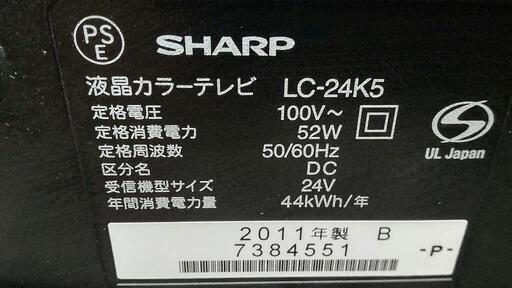 PS
E
SHARP
液晶カラーテレビ LC-24K5
定格電圧 100V～
定格消費電力 52W
定格周波数 50/60Hz
区分名 DC
受信機型サイズ 24V
年間消費電力量 44kWh/年
S
UL Japan
2011年製 B
7384551
-P-